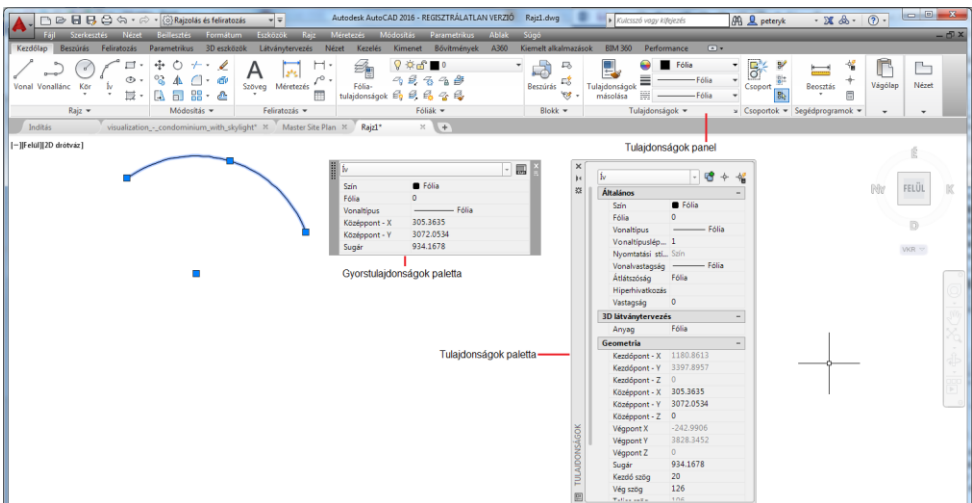 Rajzolás és feliratozás
Autodesk AutoCAD 2016 - REGISZTRÁLATLAN VERZIÓ Rejz1.dwg
Kulcsszó vagy kifejezés
peteryk
Fájl Szerkesztés Nézet Beillesztés Formátum Eszközök Rajz Méretezés Módosítás Parametrikus Ablak Súgó
Kezdőlap Beszúrás Feliratozás Parametrikus 3D eszközök Látványtervezés Nézet Kezelés Kimenet Bővítmények A360 Kiemelt alkalmazások BIM 360 Performance
0
Fólia
Fólia
Fólia
Vonal Vonallánc Kör Ív
Szöveg Méretezés
Fólia-
tulajdonságok
Beszúrás
Tulajdonságok
másolása
Csoport
Beosztás
Vágólap
Nézet
Rajz Módosítás Feliratozás Fóliák Blokk Tulajdonságok Csoportok Segédprogramok
Indítás visualization_-_condominium_with_skylight* Master Site Plan Rajz1*
[−][Felül][2D drótváz]
Tulajdonságok panel
É
Ny FELÜL K
D
VKR
Ív
Szín Fólia
Fólia 0
Vonaltípus Fólia
Középpont - X 305.3635
Középpont - Y 3072.0534
Sugár 934.1678
Gyorstulajdonságok paletta
Tulajdonságok paletta
TULAJDONSÁGOK
Ív
Általános
Szín Fólia
Fólia 0
Vonaltípus Fólia
Vonaltípuslép... 1
Nyomtatási stí... Szín
Vonalvastagság Fólia
Átlátszóság Fólia
Hiperhivatkozás
Vastagság 0
3D látványtervezés
Anyag Fólia
Geometria
Kezdőpont - X 1180.8613
Kezdőpont - Y 3397.8957
Kezdőpont - Z 0
Középpont - X 305.3635
Középpont - Y 3072.0534
Középpont - Z 0
Végpont X -242.9906
Végpont Y 3828.3452
Végpont Z 0
Sugár 934.1678
Kezdő szög 20
Vég szög 126
Teljes szög 106